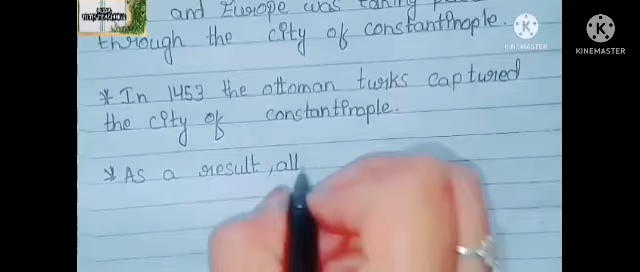 and Europe was taking
through the city of constantinople.
* In 1453 the ottoman turks captured
the city of constantinople.
* As a result, all
KINEMASTER
KINEMASTER